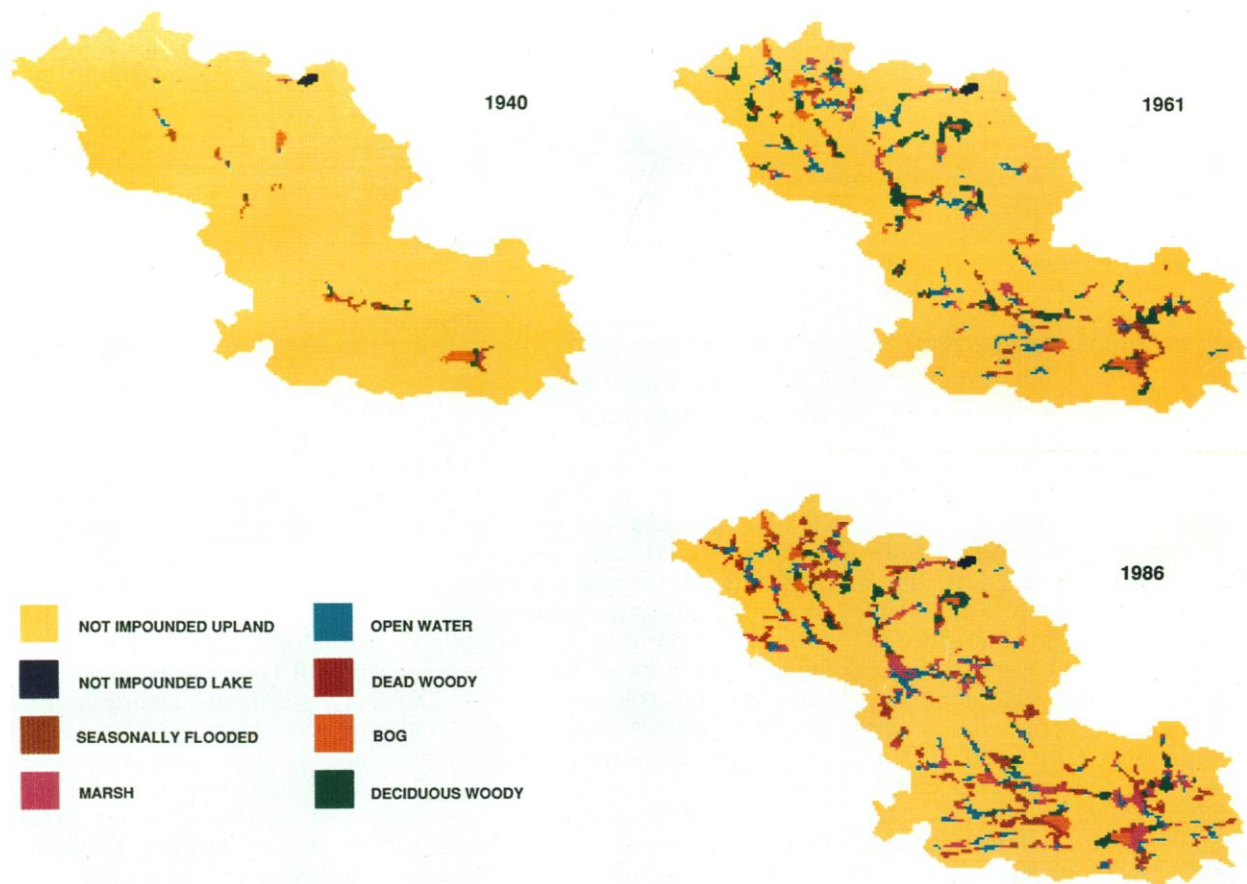 1940
1961
1986
NOT IMPOUNDED UPLAND
NOT IMPOUNDED LAKE
SEASONALLY FLOODED
MARSH
OPEN WATER
DEAD WOODY
BOG
DECIDUOUS WOODY